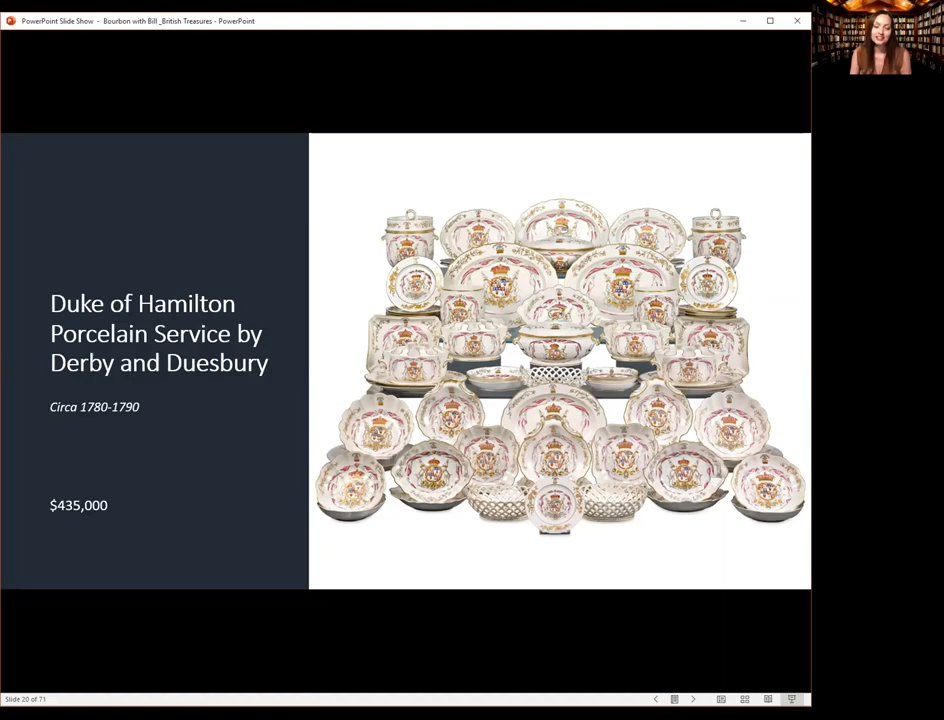 PowerPoint Slide Show - Bourbon with Bill _British Treasures - PowerPoint
Duke of Hamilton
Porcelain Service by
Derby and Duesbury
Circa 1780-1790
$435,000
Slide 20 of 71